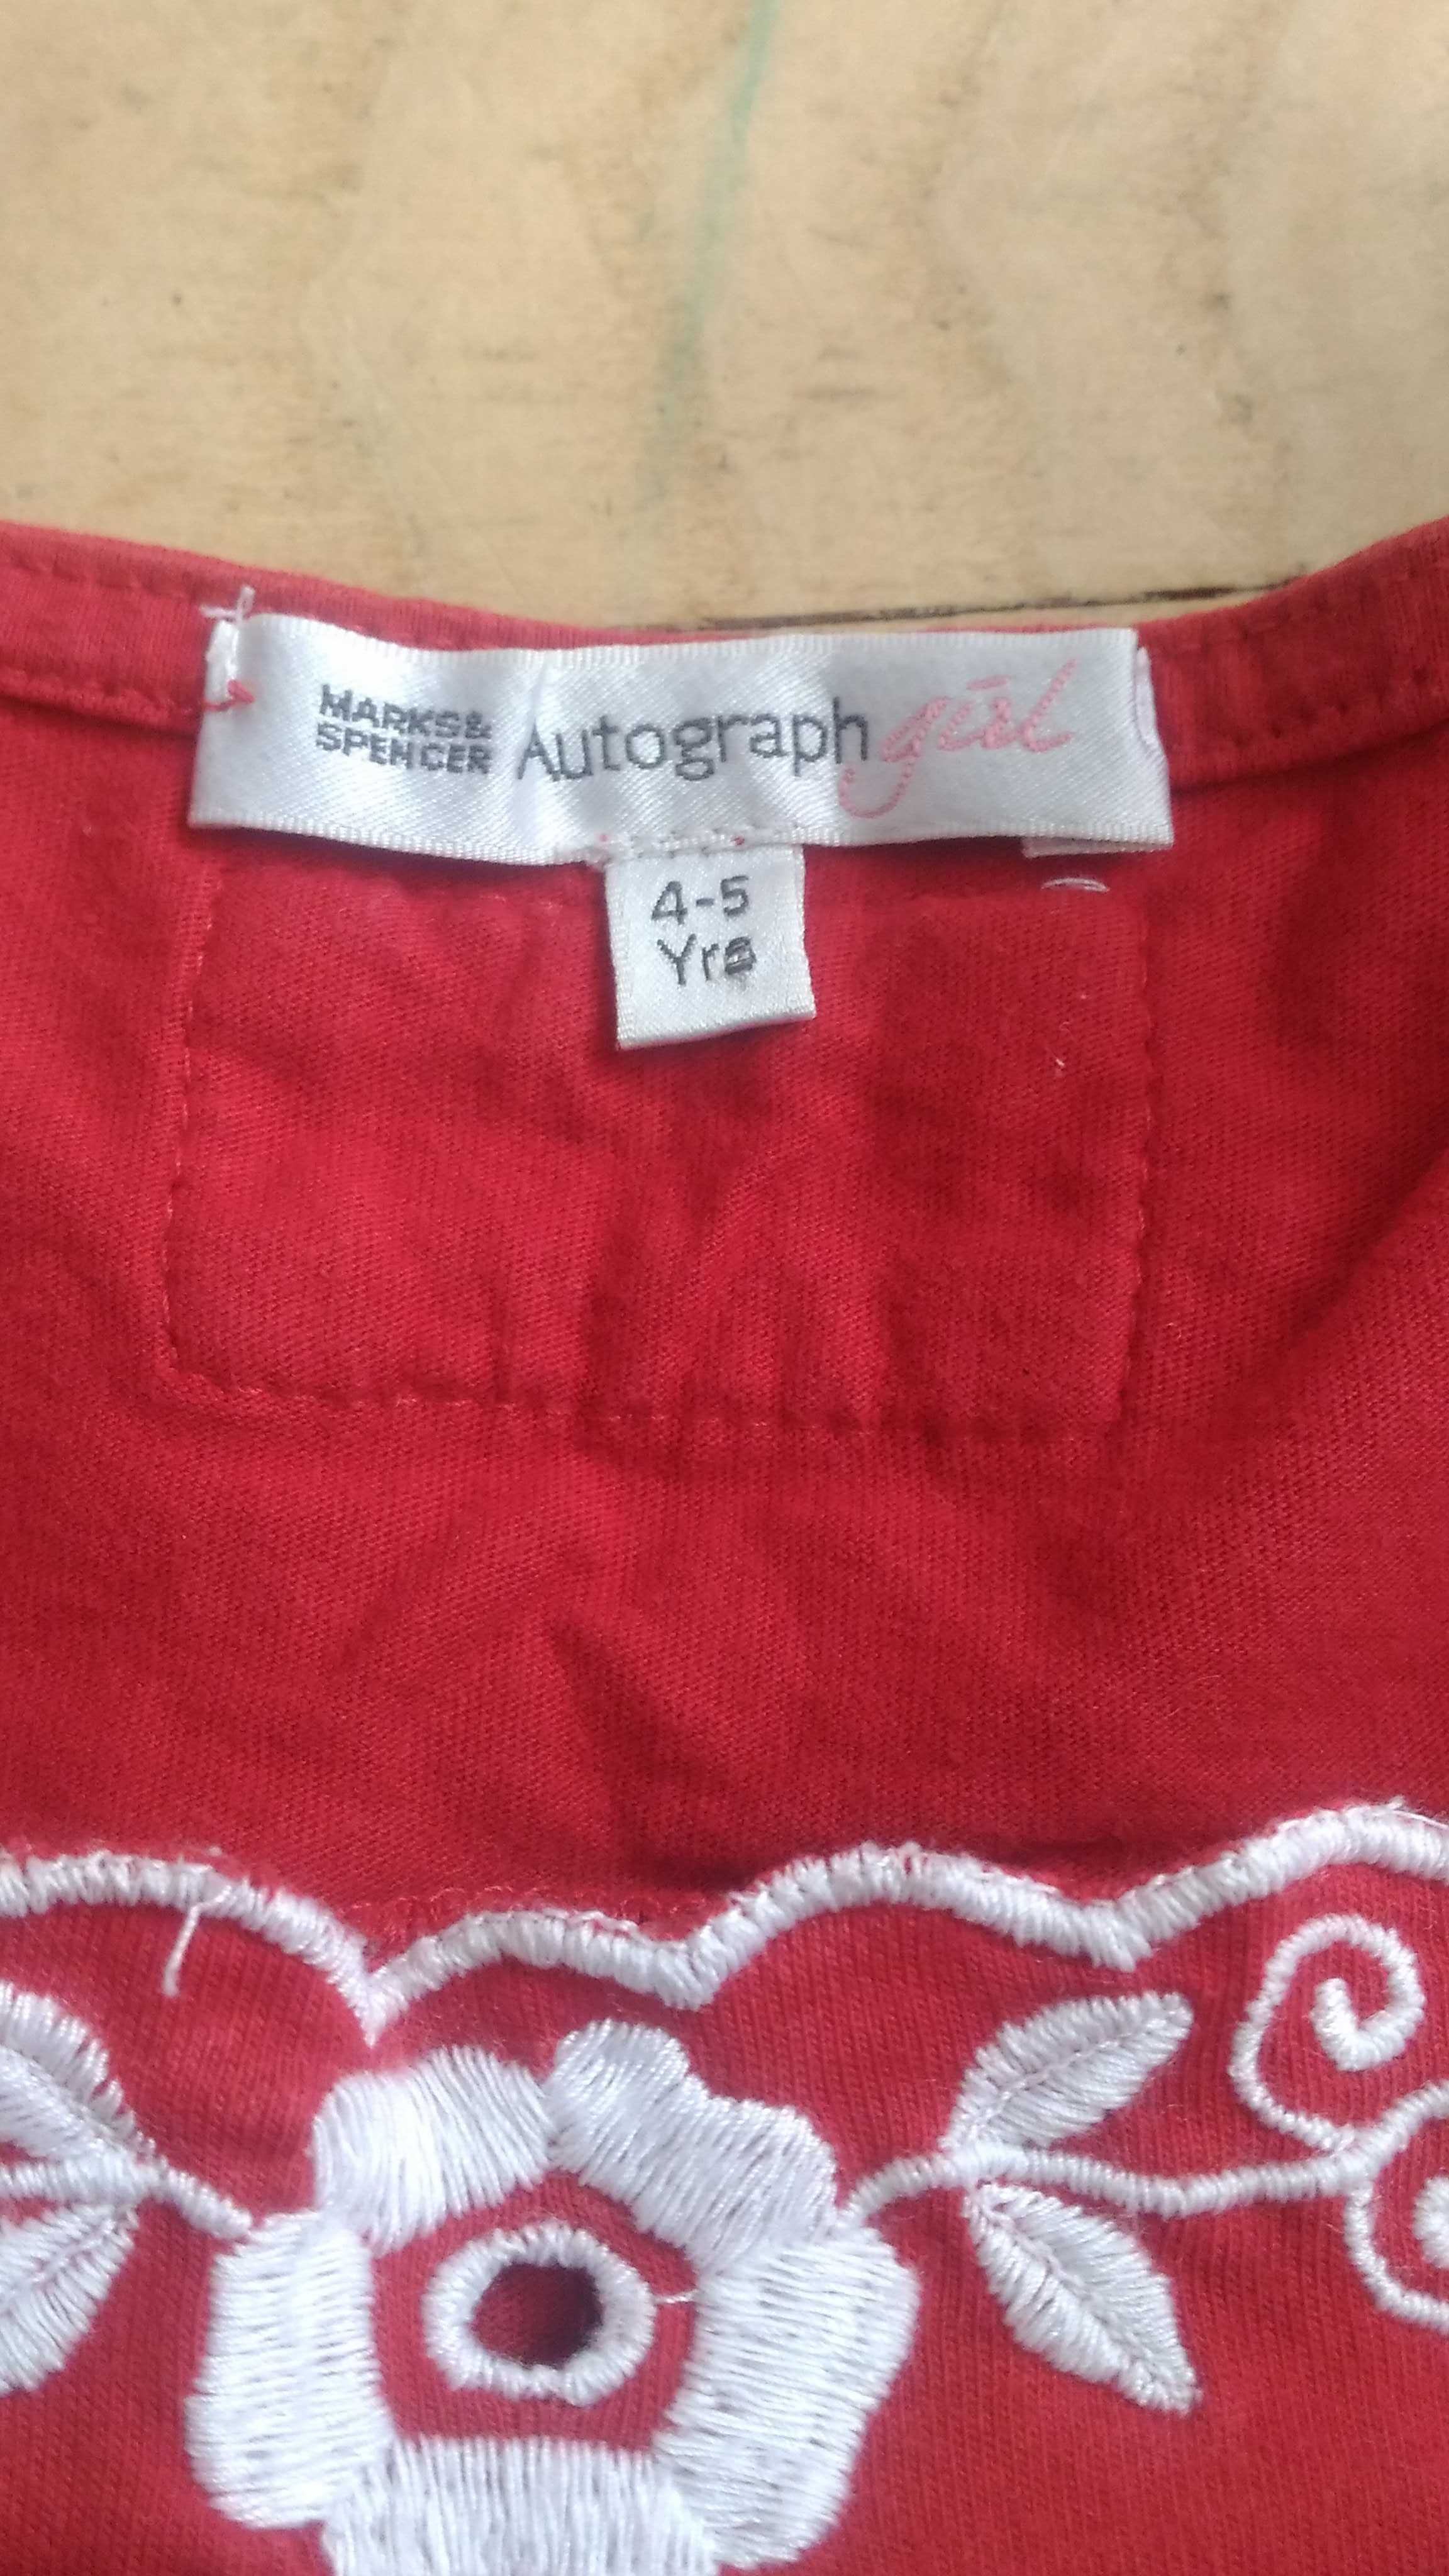 MARKS&
SPENCER
Autograph girl
4-5
Yrs